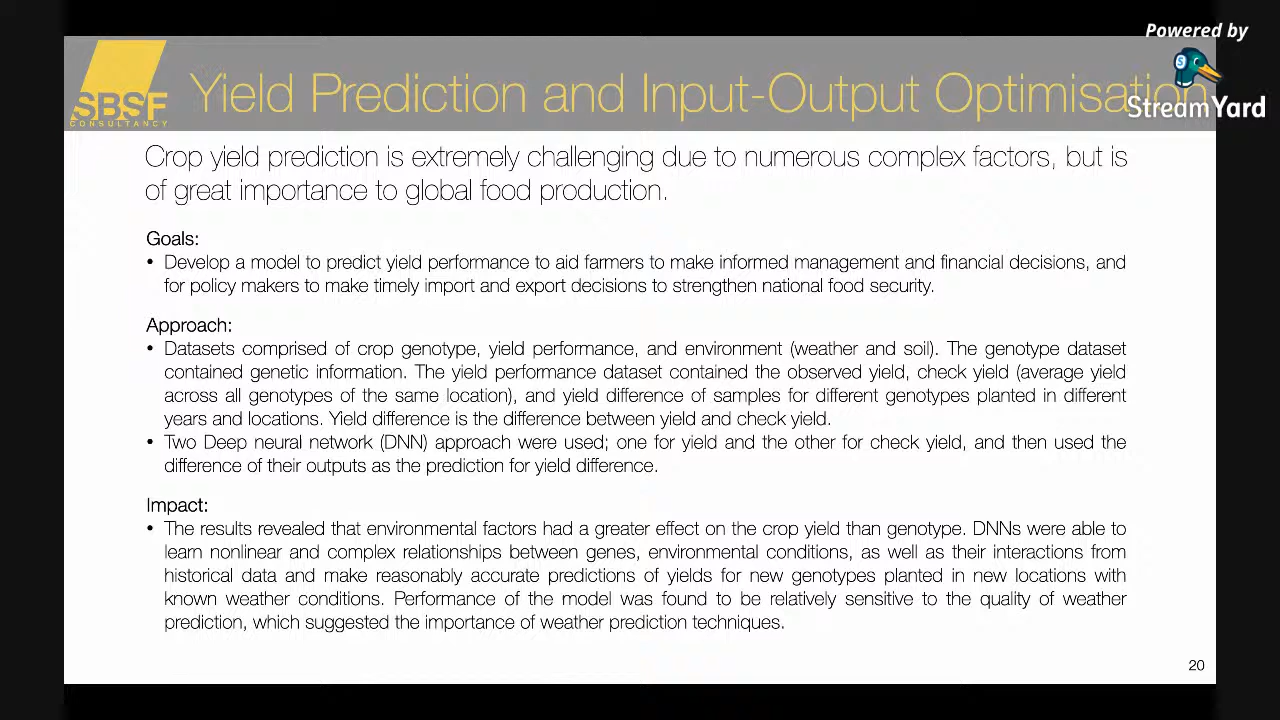 Powered by
StreamYard
SBSF
CONSULTANCY
Yield Prediction and Input-Output Optimisation
Crop yield prediction is extremely challenging due to numerous complex factors, but is
of great importance to global food production.
Goals:
• Develop a model to predict yield performance to aid farmers to make informed management and financial decisions, and
for policy makers to make timely import and export decisions to strengthen national food security.
Approach:
• Datasets comprised of crop genotype, yield performance, and environment (weather and soil). The genotype dataset
contained genetic information. The yield performance dataset contained the observed yield, check yield (average yield
across all genotypes of the same location), and yield difference of samples for different genotypes planted in different
years and locations. Yield difference is the difference between yield and check yield.
• Two Deep neural network (DNN) approach were used; one for yield and the other for check yield, and then used the
difference of their outputs as the prediction for yield difference.
Impact:
• The results revealed that environmental factors had a greater effect on the crop yield than genotype. DNNs were able to
learn nonlinear and complex relationships between genes, environmental conditions, as well as their interactions from
historical data and make reasonably accurate predictions of yields for new genotypes planted in new locations with
known weather conditions. Performance of the model was found to be relatively sensitive to the quality of weather
prediction, which suggested the importance of weather prediction techniques.
20